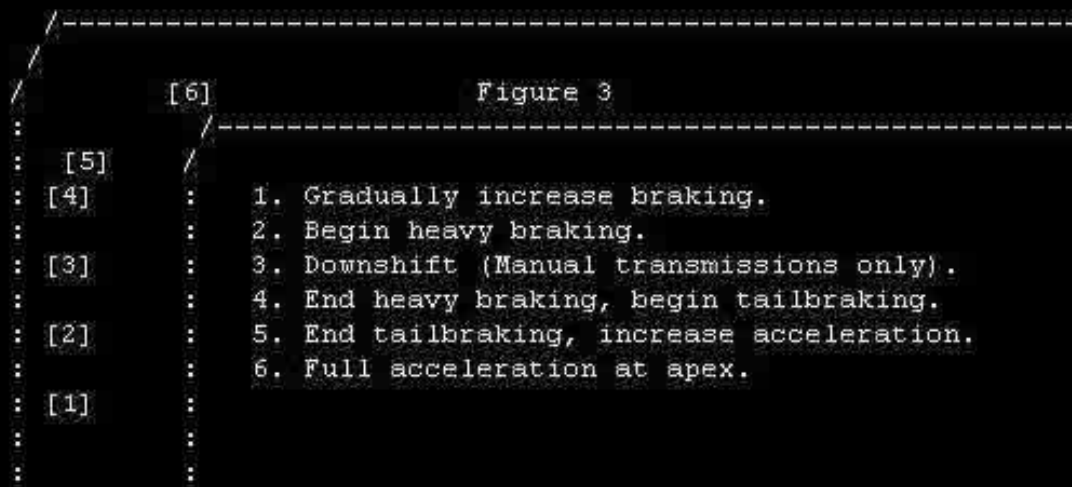 /-----------------------------------------------------------
/
/ [6] Figure 3
: /--------------------------------------------------
: [5] /
: [4] : 1. Gradually increase braking.
: : 2. Begin heavy braking.
: [3] : 3. Downshift (Manual transmissions only).
: : 4. End heavy braking, begin tailbraking.
: [2] : 5. End tailbraking, increase acceleration.
: : 6. Full acceleration at apex.
: [1] :
: :
: :